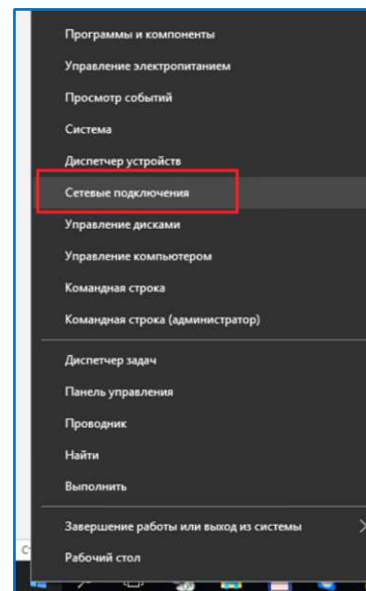 Программы и компоненты
Управление электропитанием
Просмотр событий
Система
Диспетчер устройств
Сетевые подключения
Управление дисками
Управление компьютером
Командная строка
Командная строка (администратор)
Диспетчер задач
Панель управления
Проводник
Найти
Выполнить
Завершение работы или выход из системы
Рабочий стол